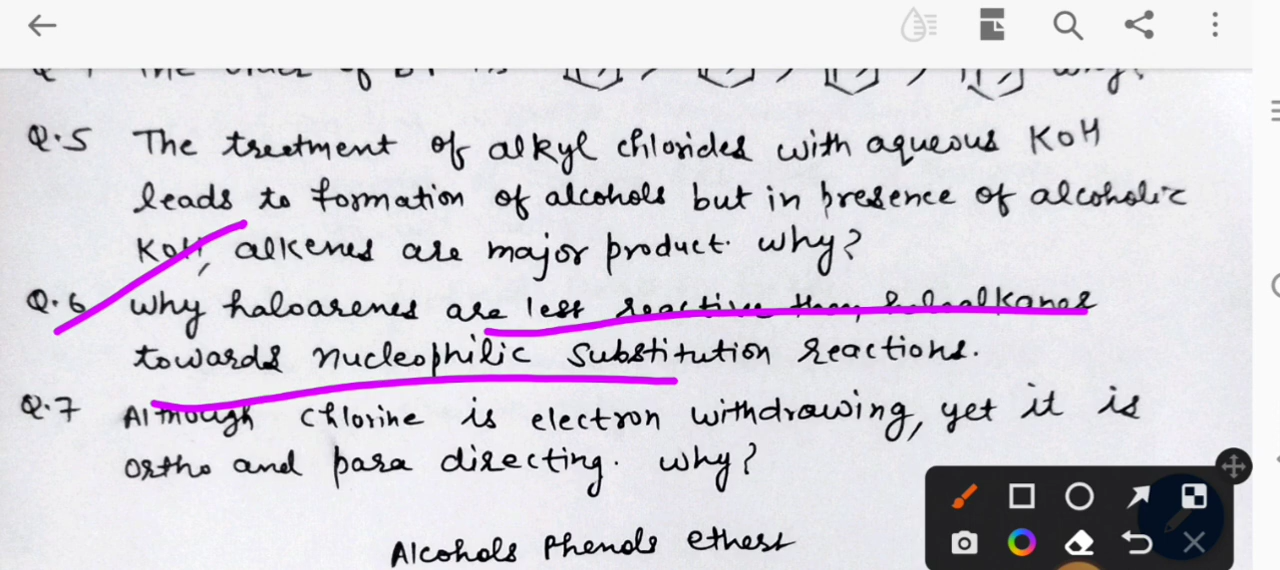 Q.5 The treatment of alkyl chlorides with aqueous KOH
leads to formation of alcohols but in presence of alcoholic
KOH, alkenes are major product. Why?
Q.6 Why haloarenes are less reactive than haloalkanes
towards nucleophilic substitution reactions.
Q.7 Although chlorine is electron withdrawing, yet it is
ortho and para directing. Why?
Alcohols Phenols ethers